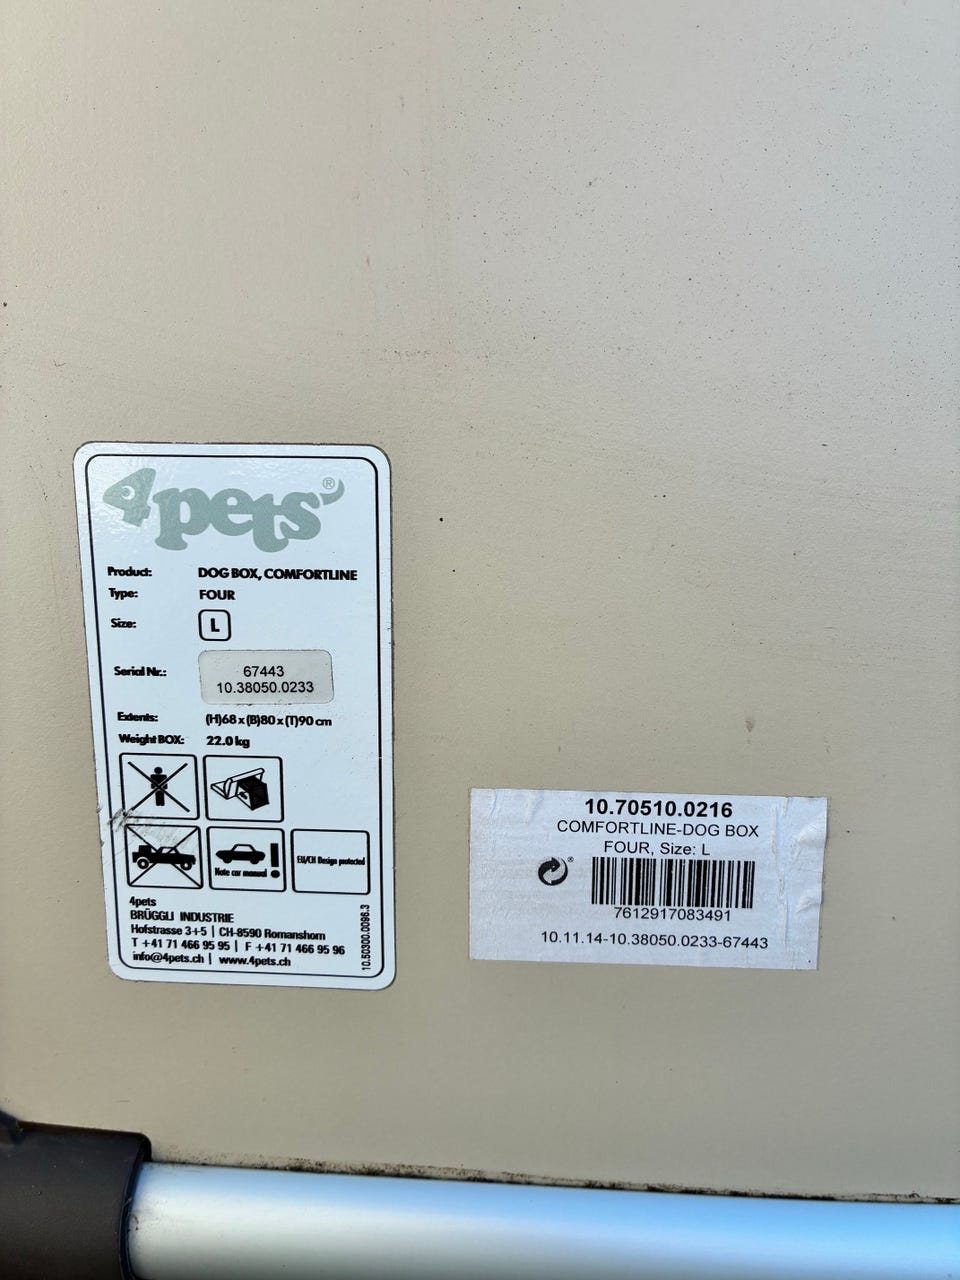 4pets®
Product: DOG BOX, COMFORTLINE
Type: FOUR
Size: L
Serial Nr.: 67443
10.38050.0233
Extents: (H)68 x (B)80 x (T)90 cm
Weight BOX: 22.0 kg
Note car manual !
EU/CH Design protected
4pets
BRÜGGLI INDUSTRIE
Hofstrasse 3+5 | CH-8590 Romanshorn
T +41 71 466 95 95 | F +41 71 466 95 96
info@4pets.ch | www.4pets.ch
10.50300.0096.3
10.70510.0216
COMFORTLINE-DOG BOX
FOUR, Size: L
7612917083491
10.11.14-10.38050.0233-67443